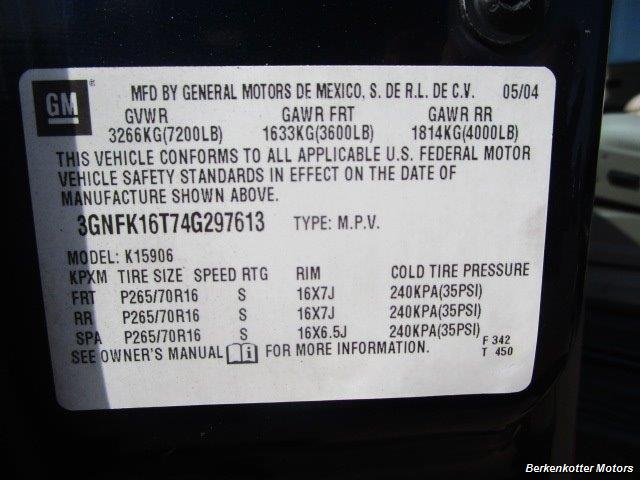 GM ®
MFD BY GENERAL MOTORS DE MEXICO, S. DE R.L. DE C.V. 05/04
GVWR GAWR FRT GAWR RR
3266KG(7200LB) 1633KG(3600LB) 1814KG(4000LB)
THIS VEHICLE CONFORMS TO ALL APPLICABLE U.S. FEDERAL MOTOR
VEHICLE SAFETY STANDARDS IN EFFECT ON THE DATE OF
MANUFACTURE SHOWN ABOVE.
3GNFK16T74G297613 TYPE: M.P.V.
MODEL: K15906
KPXM TIRE SIZE SPEED RTG RIM COLD TIRE PRESSURE
FRT P265/70R16 S 16X7J 240KPA(35PSI)
RR P265/70R16 S 16X7J 240KPA(35PSI)
SPA P265/70R16 S 16X6.5J 240KPA(35PSI)
SEE OWNER'S MANUAL i FOR MORE INFORMATION.
F 342
T 450
Berkenkotter Motors